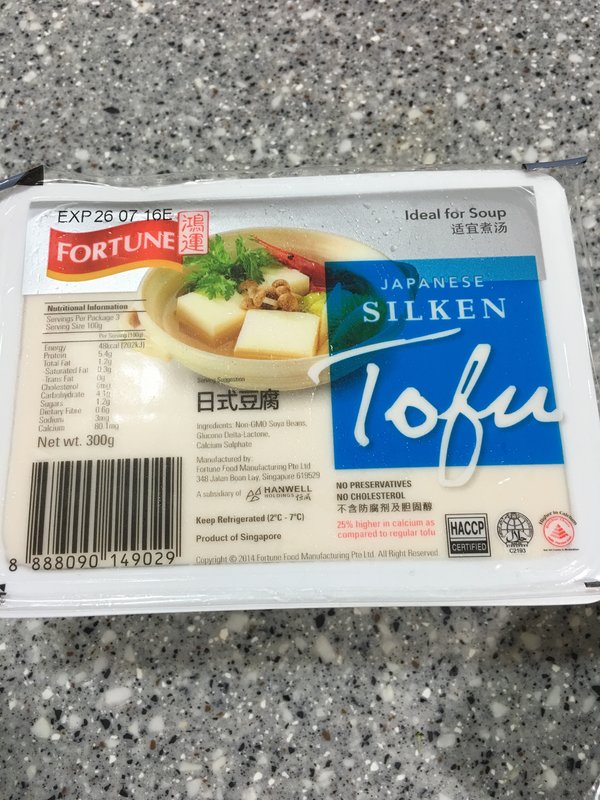 EXP 26 07 16E
FORTUNE
鴻運
Ideal for Soup
适宜煮汤
JAPANESE
SILKEN
Tofu
Nutritional Information
Servings Per Package 3
Serving Size 100g
Per Serving (100g)
Energy 48kcal (202kJ)
Protein 5.4g
Total Fat 1.2g
Saturated Fat 0.3g
Trans Fat 0g
Cholesterol 0mg
Carbohydrate 4.1g
Sugars 1.2g
Dietary Fibre 0.6g
Sodium 3mg
Calcium 80.1mg
Net wt. 300g
8 888090 149029
Serving Suggestion
日式豆腐
Ingredients: Non-GMO Soya Beans,
Glucono Delta-Lactone,
Calcium Sulphate
Manufactured by:
Fortune Food Manufacturing Pte Ltd
348 Jalan Boon Lay, Singapore 619529
A subsidiary of HANWELL
HOLDINGS
Keep Refrigerated (2°C - 7°C)
Product of Singapore
Copyright © 2014 Fortune Food Manufacturing Pte Ltd All Right Reserved
NO PRESERVATIVES
NO CHOLESTEROL
不含防腐剂及胆固醇
25% higher in calcium as
compared to regular tofu
HACCP
CERTIFIED
C2193
Higher in Calcium